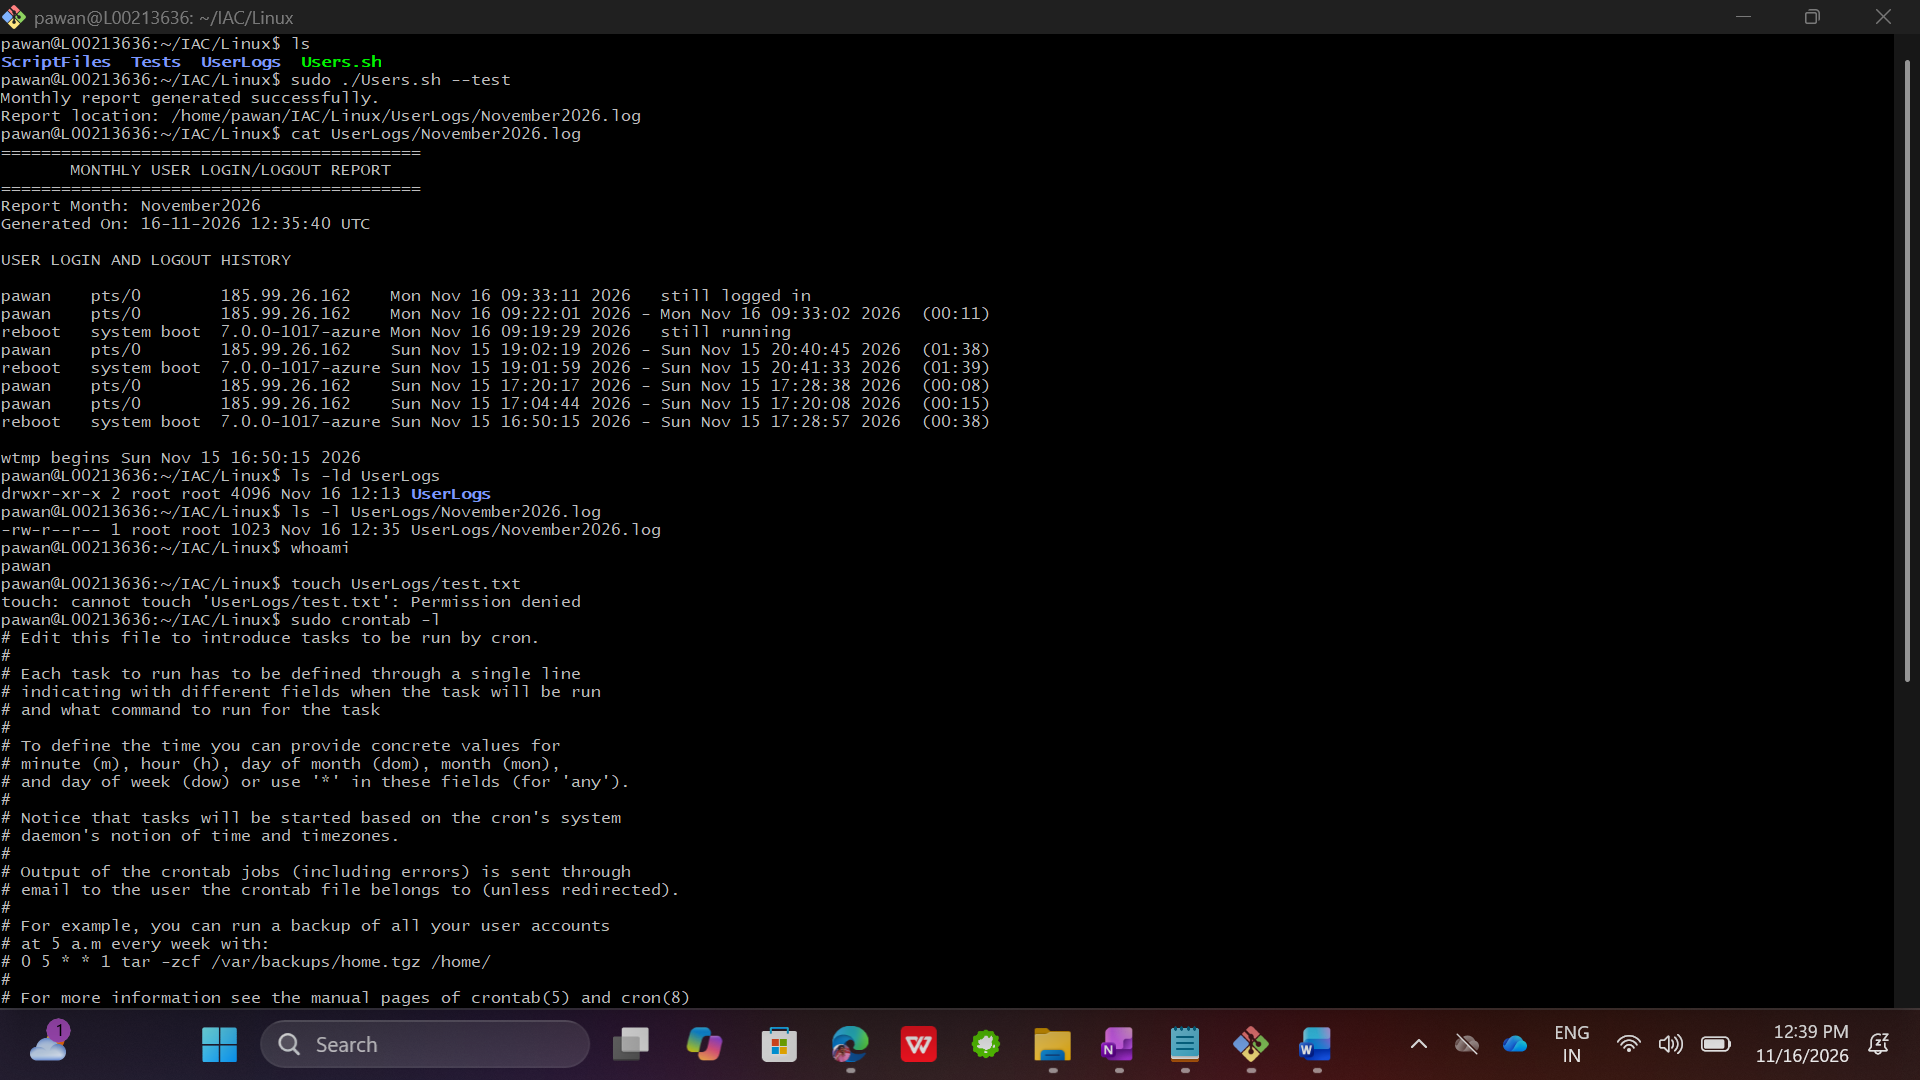 pawan@L00213636: ~/IAC/Linux
pawan@L00213636:~/IAC/Linux$ ls
ScriptFiles  Tests  UserLogs  Users.sh
pawan@L00213636:~/IAC/Linux$ sudo ./Users.sh --test
Monthly report generated successfully.
Report location: /home/pawan/IAC/Linux/UserLogs/November2026.log
pawan@L00213636:~/IAC/Linux$ cat UserLogs/November2026.log
==========================================
       MONTHLY USER LOGIN/LOGOUT REPORT
==========================================
Report Month: November2026
Generated On: 16-11-2026 12:35:40 UTC
USER LOGIN AND LOGOUT HISTORY
pawan    pts/0        185.99.26.162    Mon Nov 16 09:33:11 2026   still logged in
pawan    pts/0        185.99.26.162    Mon Nov 16 09:22:01 2026 - Mon Nov 16 09:33:02 2026  (00:11)
reboot   system boot  7.0.0-1017-azure Mon Nov 16 09:19:29 2026   still running
pawan    pts/0        185.99.26.162    Sun Nov 15 19:02:19 2026 - Sun Nov 15 20:40:45 2026  (01:38)
reboot   system boot  7.0.0-1017-azure Sun Nov 15 19:01:59 2026 - Sun Nov 15 20:41:33 2026  (01:39)
pawan    pts/0        185.99.26.162    Sun Nov 15 17:20:17 2026 - Sun Nov 15 17:28:38 2026  (00:08)
pawan    pts/0        185.99.26.162    Sun Nov 15 17:04:44 2026 - Sun Nov 15 17:20:08 2026  (00:15)
reboot   system boot  7.0.0-1017-azure Sun Nov 15 16:50:15 2026 - Sun Nov 15 17:28:57 2026  (00:38)
wtmp begins Sun Nov 15 16:50:15 2026
pawan@L00213636:~/IAC/Linux$ ls -ld UserLogs
drwxr-xr-x 2 root root 4096 Nov 16 12:13 UserLogs
pawan@L00213636:~/IAC/Linux$ ls -l UserLogs/November2026.log
-rw-r--r-- 1 root root 1023 Nov 16 12:35 UserLogs/November2026.log
pawan@L00213636:~/IAC/Linux$ whoami
pawan
pawan@L00213636:~/IAC/Linux$ touch UserLogs/test.txt
touch: cannot touch 'UserLogs/test.txt': Permission denied
pawan@L00213636:~/IAC/Linux$ sudo crontab -l
# Edit this file to introduce tasks to be run by cron.
#
# Each task to run has to be defined through a single line
# indicating with different fields when the task will be run
# and what command to run for the task
#
# To define the time you can provide concrete values for
# minute (m), hour (h), day of month (dom), month (mon),
# and day of week (dow) or use '*' in these fields (for 'any').
#
# Notice that tasks will be started based on the cron's system
# daemon's notion of time and timezones.
#
# Output of the crontab jobs (including errors) is sent through
# email to the user the crontab file belongs to (unless redirected).
#
# For example, you can run a backup of all your user accounts
# at 5 a.m every week with:
# 0 5 * * 1 tar -zcf /var/backups/home.tgz /home/
#
# For more information see the manual pages of crontab(5) and cron(8)
1
Search
ENG
IN
12:39 PM
11/16/2026